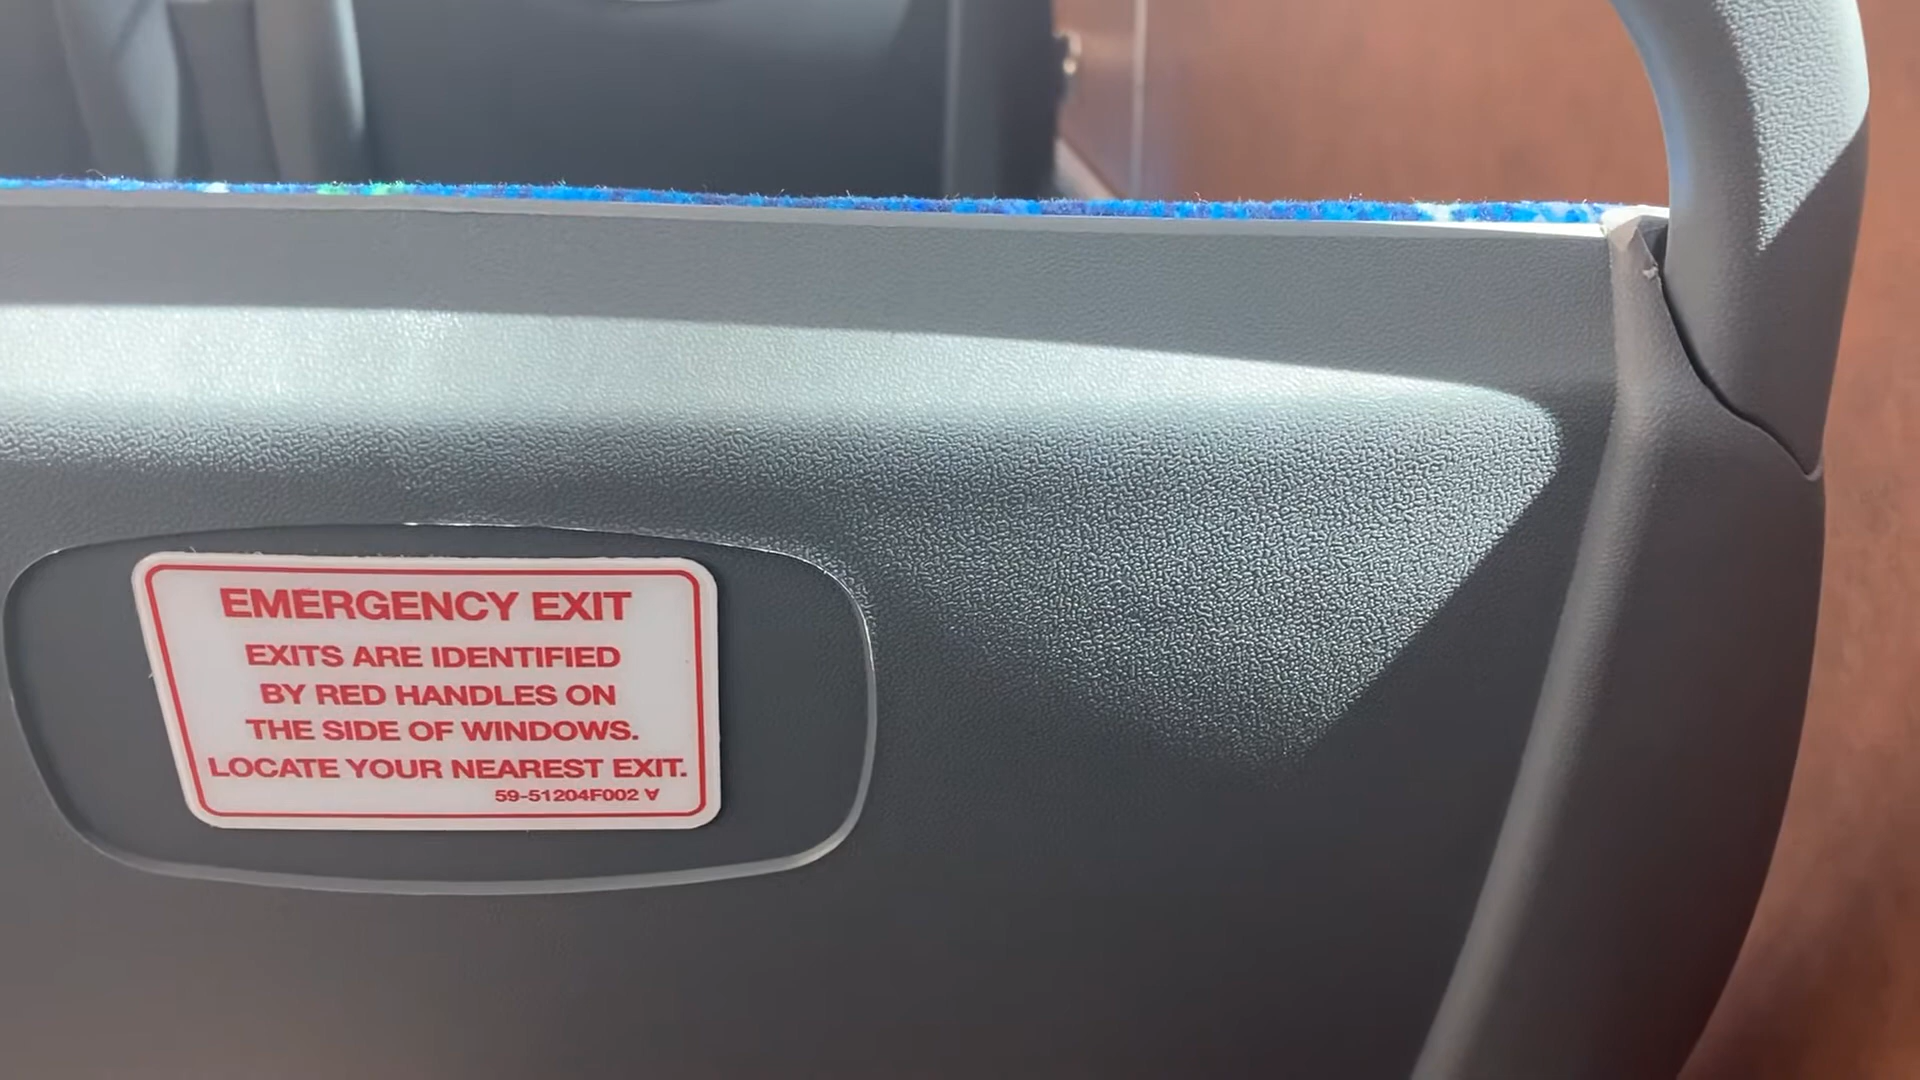 EMERGENCY EXIT
EXITS ARE IDENTIFIED
BY RED HANDLES ON
THE SIDE OF WINDOWS.
LOCATE YOUR NEAREST EXIT.
59-51204F002 ∀